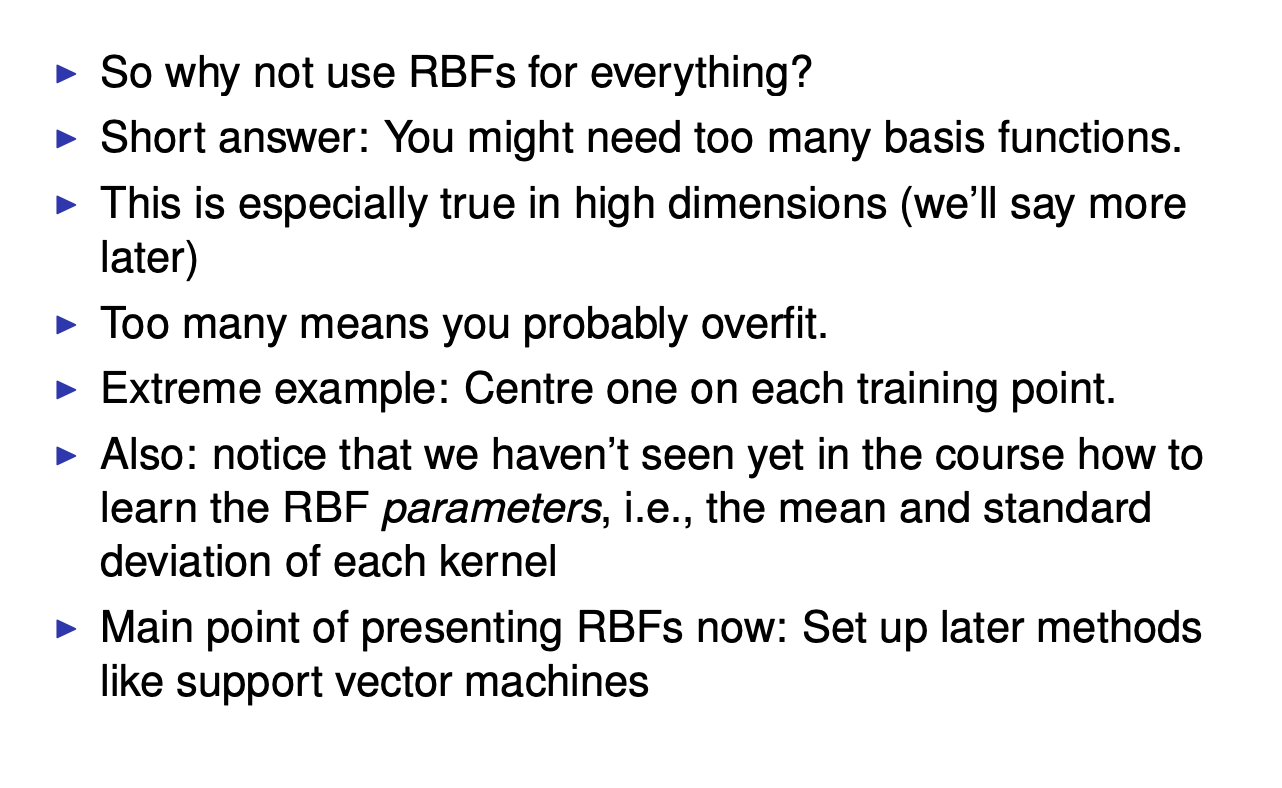 So why not use RBFs for everything?
Short answer: You might need too many basis functions.
This is especially true in high dimensions (we'll say more
later)
Too many means you probably overfit.
Extreme example: Centre one on each training point.
Also: notice that we haven't seen yet in the course how to
learn the RBF parameters, i.e., the mean and standard
deviation of each kernel
Main point of presenting RBFs now: Set up later methods
like support vector machines